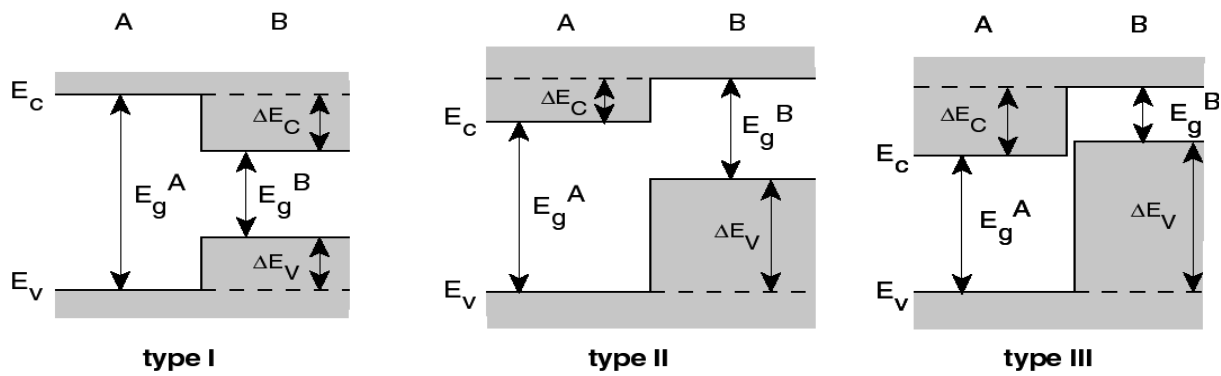 A B
E_c
ΔE_C
E_g^A
E_g^B
ΔE_V
E_v
type I
A B
ΔE_C
E_c
E_g^B
E_g^A
ΔE_V
E_v
type II
A B
ΔE_C
E_g^B
E_c
E_g^A
ΔE_V
E_v
type III